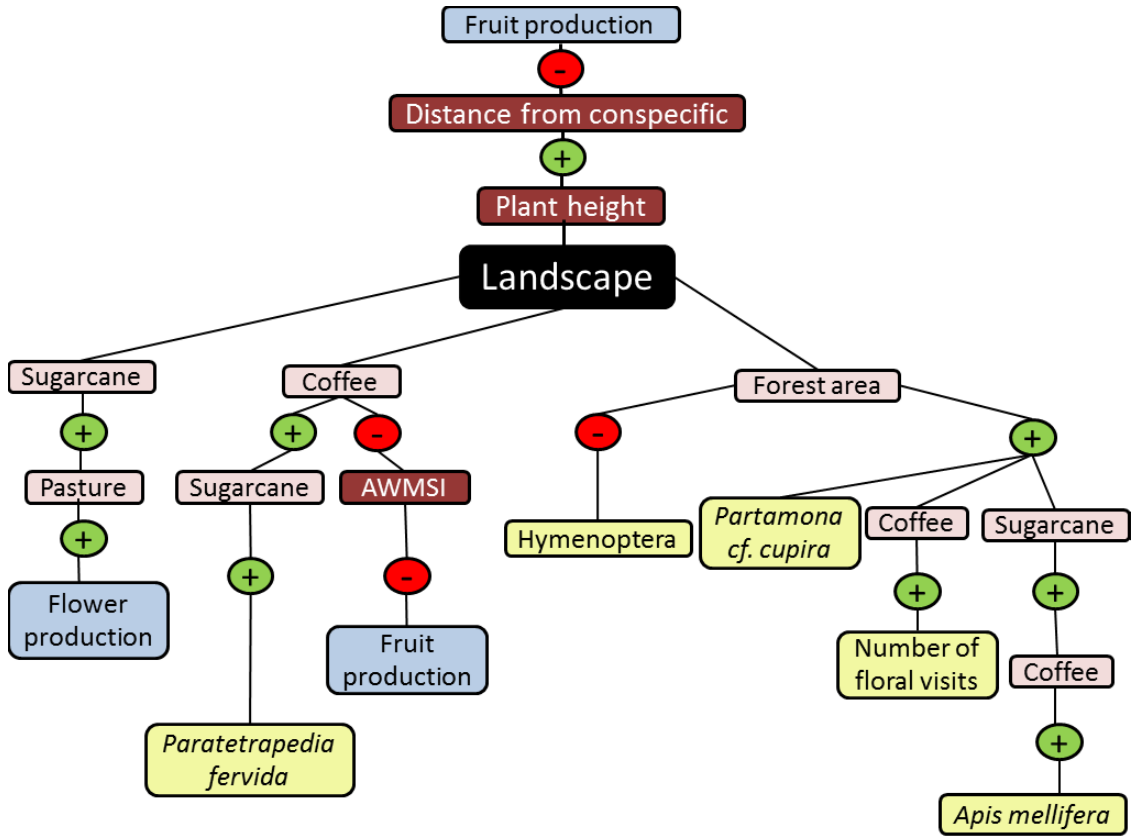 Fruit production
-
Distance from conspecific
+
Plant height
Landscape
Sugarcane
Coffee
Forest area
+
+
-
-
+
Pasture
Sugarcane
AWMSI
Hymenoptera
Partamona
cf. cupira
Coffee
Sugarcane
+
+
-
+
+
Flower
production
Fruit
production
Number of
floral visits
Coffee
Paratetrapedia
fervida
+
Apis mellifera